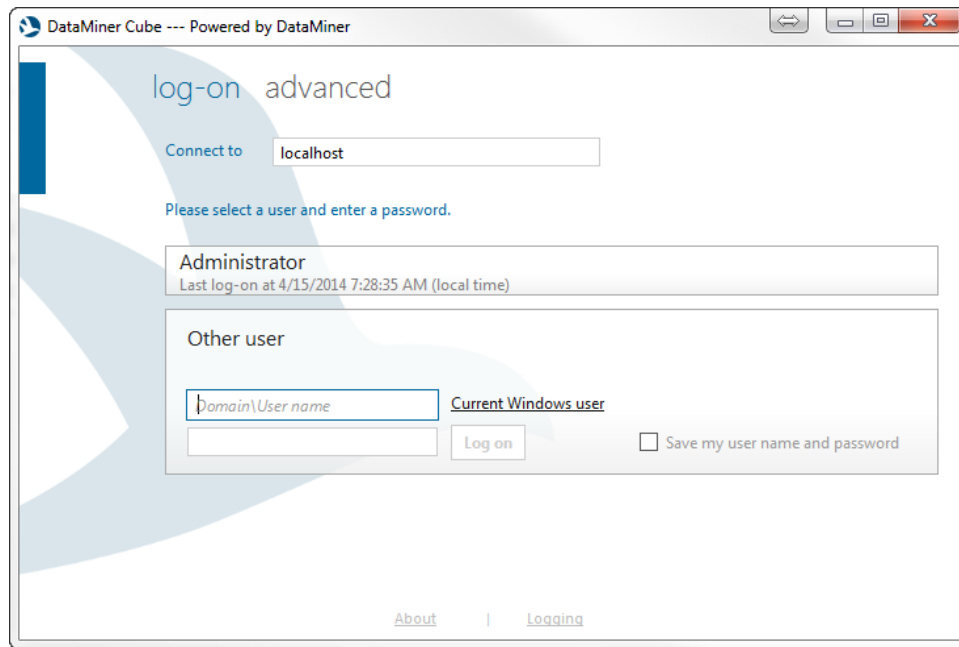 DataMiner Cube --- Powered by DataMiner
log-on advanced
Connect to localhost
Please select a user and enter a password.
Administrator
Last log-on at 4/15/2014 7:28:35 AM (local time)
Other user
Domain\User name Current Windows user
Log on Save my user name and password
About | Logging